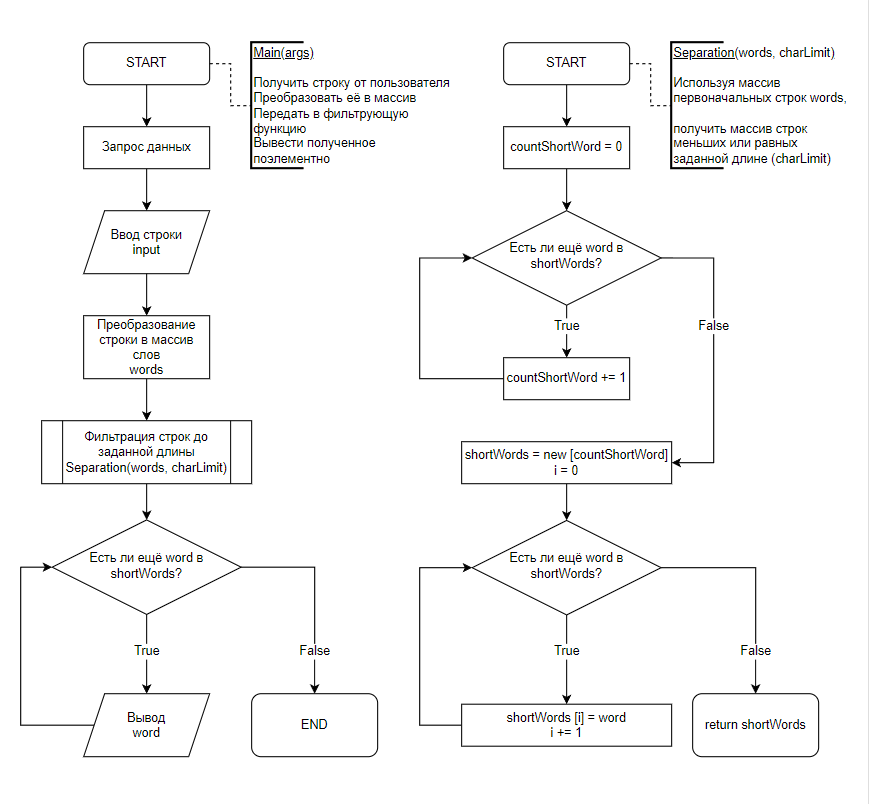 START
Main(args)
Получить строку от пользователя
Преобразовать её в массив
Передать в фильтрующую
функцию
Вывести полученное
поэлементно
Запрос данных
Ввод строки
input
Преобразование
строки в массив
слов
words
Фильтрация строк до
заданной длины
Separation(words, charLimit)
Есть ли ещё word в
shortWords?
True
False
Вывод
word
END
START
Separation(words, charLimit)
Используя массив
первоначальных строк words,
получить массив строк
меньших или равных
заданной длине (charLimit)
countShortWord = 0
Есть ли ещё word в
shortWords?
True
False
countShortWord += 1
shortWords = new [countShortWord]
i = 0
Есть ли ещё word в
shortWords?
True
False
shortWords [i] = word
i += 1
return shortWords